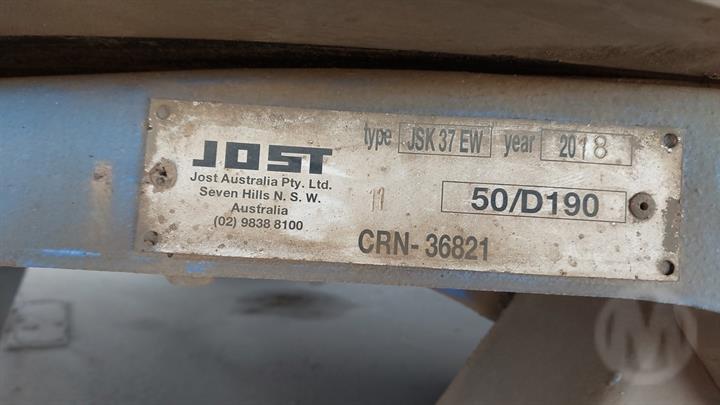 JOST
Jost Australia Pty. Ltd.
Seven Hills N. S. W.
Australia
(02) 9838 8100
type JSK 37 EW year 2018
11 50/D190
CRN- 36821
M